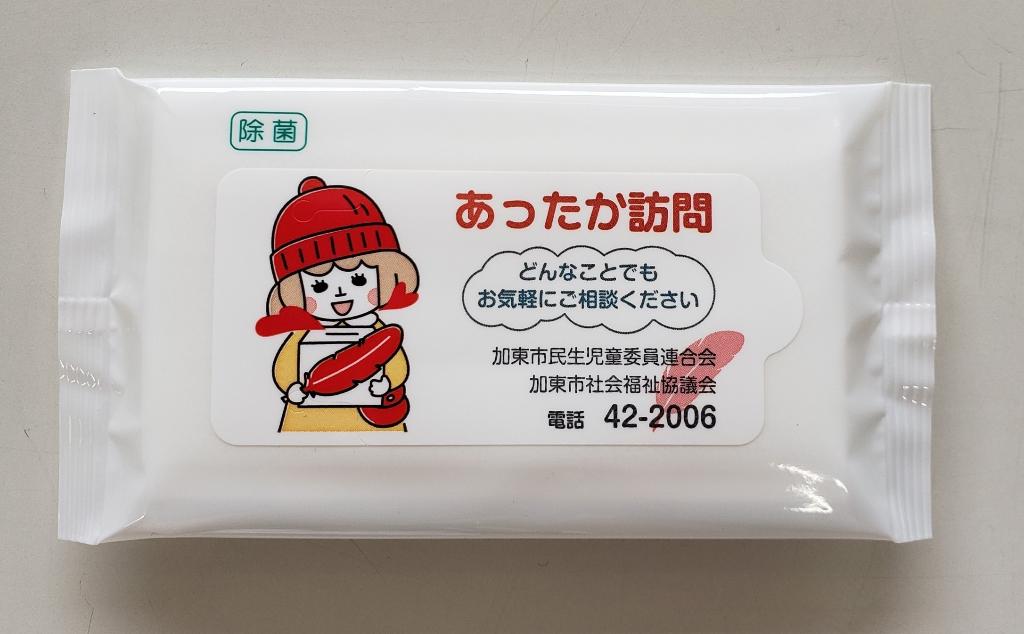 除菌
あったか訪問
どんなことでも
お気軽にご相談ください
加東市民生児童委員連合会
加東市社会福祉協議会
電話 42-2006